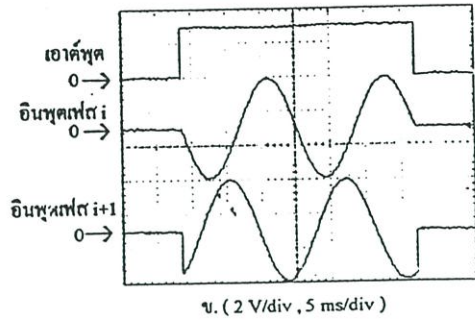 เอาต์พุต
0→
อินพุตเฟส i
0→
อินพุทเฟส i+1
0→
ข. ( 2 V/div , 5 ms/div )